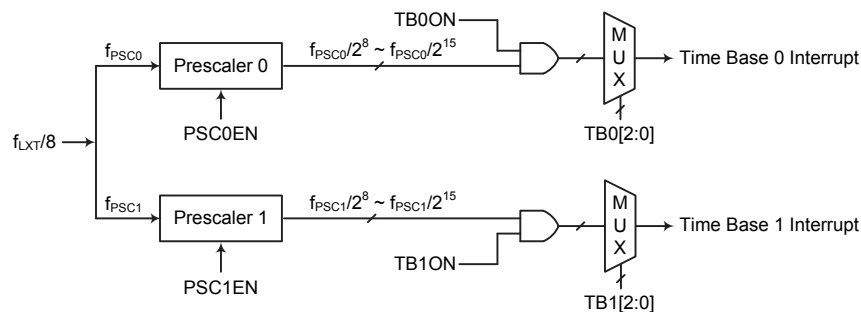 TB0ON
fPSC0
Prescaler 0
fPSC0/2^8 ~ fPSC0/2^15
M
U
X
Time Base 0 Interrupt
PSC0EN
TB0[2:0]
fLXT/8
fPSC1
Prescaler 1
fPSC1/2^8 ~ fPSC1/2^15
M
U
X
Time Base 1 Interrupt
TB1ON
PSC1EN
TB1[2:0]